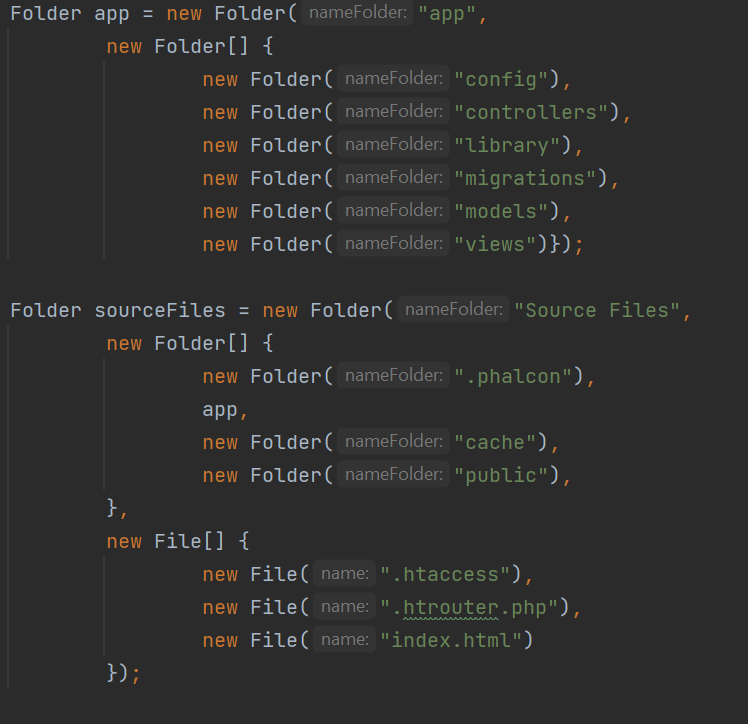 Folder app = new Folder( nameFolder: "app",
new Folder[] {
new Folder( nameFolder: "config"),
new Folder( nameFolder: "controllers"),
new Folder( nameFolder: "library"),
new Folder( nameFolder: "migrations"),
new Folder( nameFolder: "models"),
new Folder( nameFolder: "views")});
Folder sourceFiles = new Folder( nameFolder: "Source Files",
new Folder[] {
new Folder( nameFolder: ".phalcon"),
app,
new Folder( nameFolder: "cache"),
new Folder( nameFolder: "public"),
},
new File[] {
new File( name: ".htaccess"),
new File( name: ".htrouter.php"),
new File( name: "index.html")
});